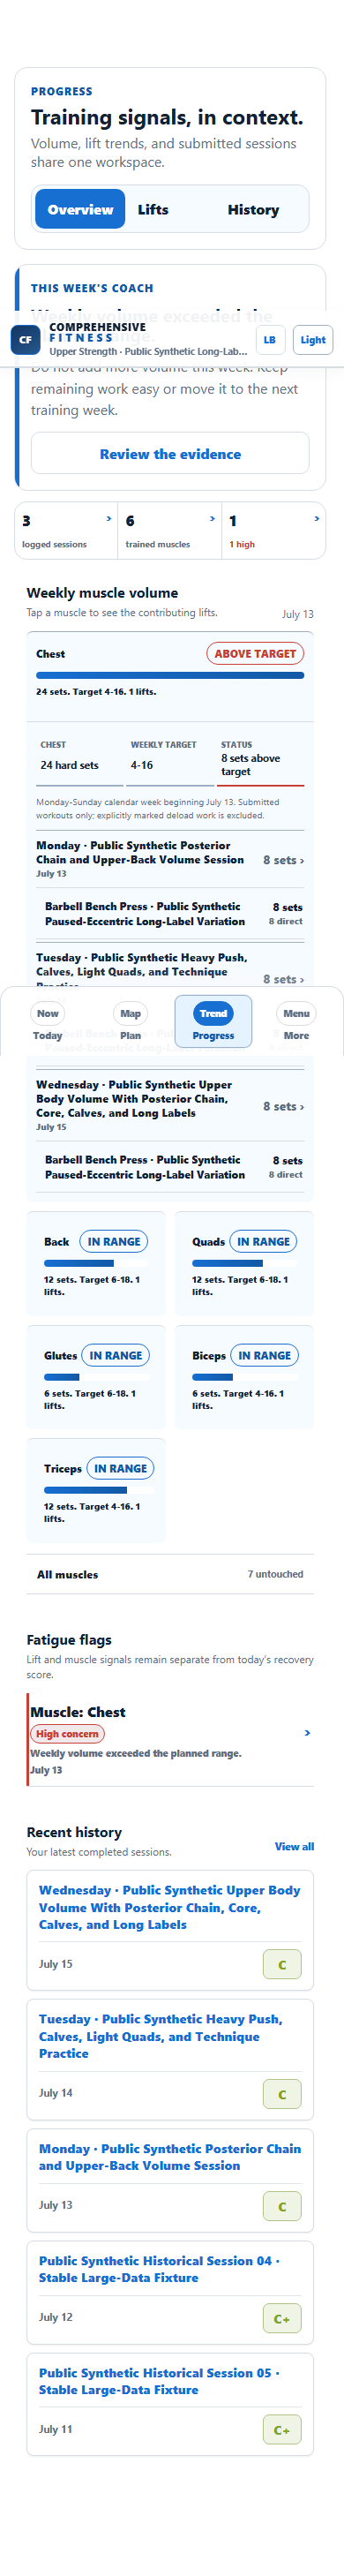 PROGRESS
Training signals, in context.
Volume, lift trends, and submitted sessions
share one workspace.
Overview
Lifts
History
THIS WEEK'S COACH
Weekly volume exceeded the
COMPREHENSIVE
FITNESS
Upper Strength · Public Synthetic Long-Lab...
CF
LB
Light
Do not add more volume this week. Keep
remaining work easy or move it to the next
training week.
Review the evidence
3
logged sessions
6
trained muscles
1
1 high
Weekly muscle volume
Tap a muscle to see the contributing lifts.
July 13
Chest
ABOVE TARGET
24 sets. Target 4-16. 1 lifts.
CHEST
24 hard sets
WEEKLY TARGET
4-16
STATUS
8 sets above
target
Monday-Sunday calendar week beginning July 13. Submitted
workouts only; explicitly marked deload work is excluded.
Monday · Public Synthetic Posterior
Chain and Upper-Back Volume Session
July 13
8 sets ›
Barbell Bench Press · Public Synthetic
Paused-Eccentric Long-Label Variation
8 sets
8 direct
Tuesday · Public Synthetic Heavy Push,
Calves, Light Quads, and Technique
Practice
8 sets ›
Now
Today
Map
Plan
Trend
Progress
Menu
More
Wednesday · Public Synthetic Upper
Body Volume With Posterior Chain,
Core, Calves, and Long Labels
July 15
8 sets ›
Barbell Bench Press · Public Synthetic
Paused-Eccentric Long-Label Variation
8 sets
8 direct
Back
IN RANGE
12 sets. Target 6-18. 1
lifts.
Quads
IN RANGE
12 sets. Target 6-18. 1
lifts.
Glutes
IN RANGE
6 sets. Target 6-18. 1
lifts.
Biceps
IN RANGE
6 sets. Target 4-16. 1
lifts.
Triceps
IN RANGE
12 sets. Target 4-16. 1
lifts.
All muscles
7 untouched
Fatigue flags
Lift and muscle signals remain separate from today's recovery
score.
Muscle: Chest
High concern
Weekly volume exceeded the planned range.
July 13
Recent history
Your latest completed sessions.
View all
Wednesday · Public Synthetic Upper Body
Volume With Posterior Chain, Core,
Calves, and Long Labels
July 15
C
Tuesday · Public Synthetic Heavy Push,
Calves, Light Quads, and Technique
Practice
July 14
C
Monday · Public Synthetic Posterior Chain
and Upper-Back Volume Session
July 13
C
Public Synthetic Historical Session 04 ·
Stable Large-Data Fixture
July 12
C+
Public Synthetic Historical Session 05 ·
Stable Large-Data Fixture
July 11
C+